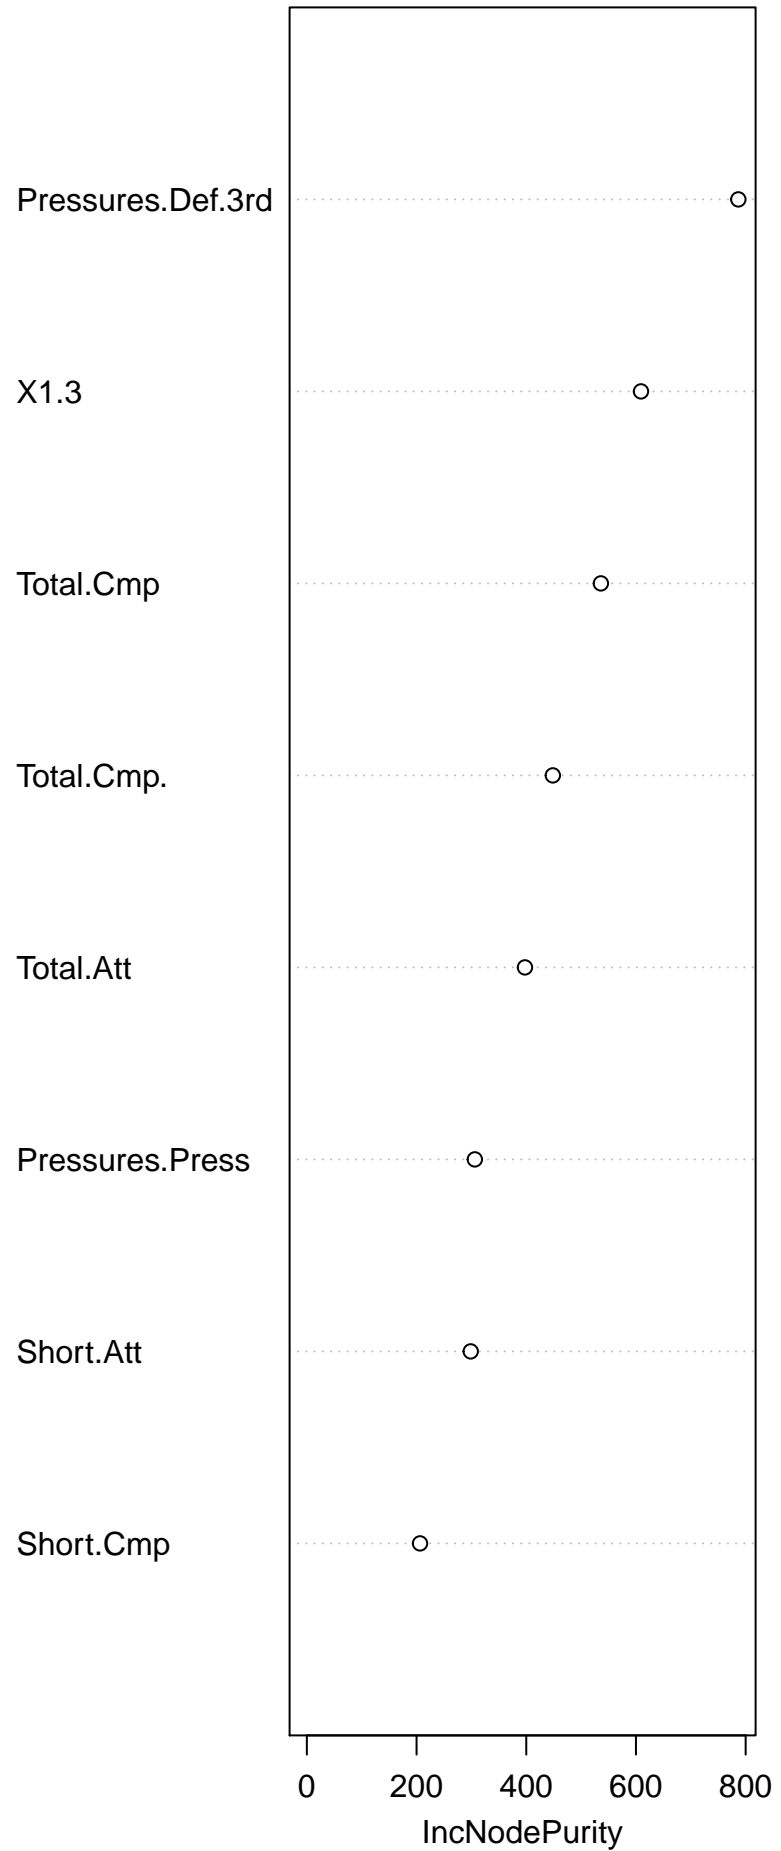 Pressures.Def.3rd
X1.3
Total.Cmp
Total.Cmp.
Total.Att
Pressures.Press
Short.Att
Short.Cmp
0 200 400 600 800
IncNodePurity